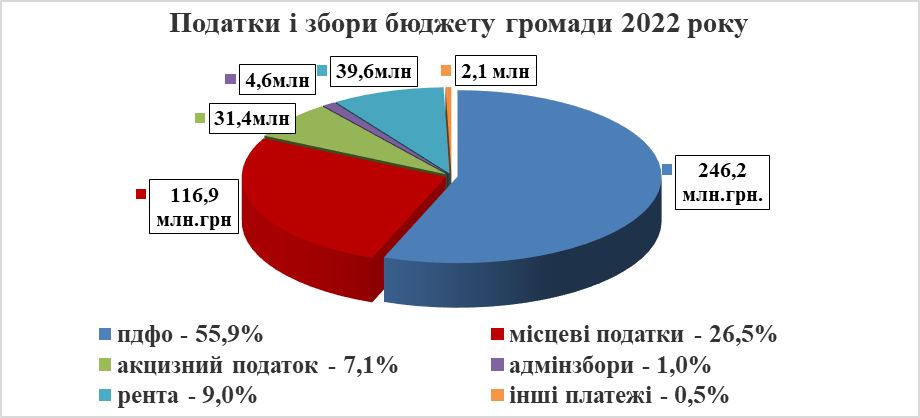 Податки і збори бюджету громади 2022 року
4,6млн
39,6млн
2,1 млн
31,4млн
116,9
млн.грн
246,2
млн.грн.
пдфо - 55,9%
місцеві податки - 26,5%
акцизний податок - 7,1%
адмінзбори - 1,0%
рента - 9,0%
інші платежі - 0,5%